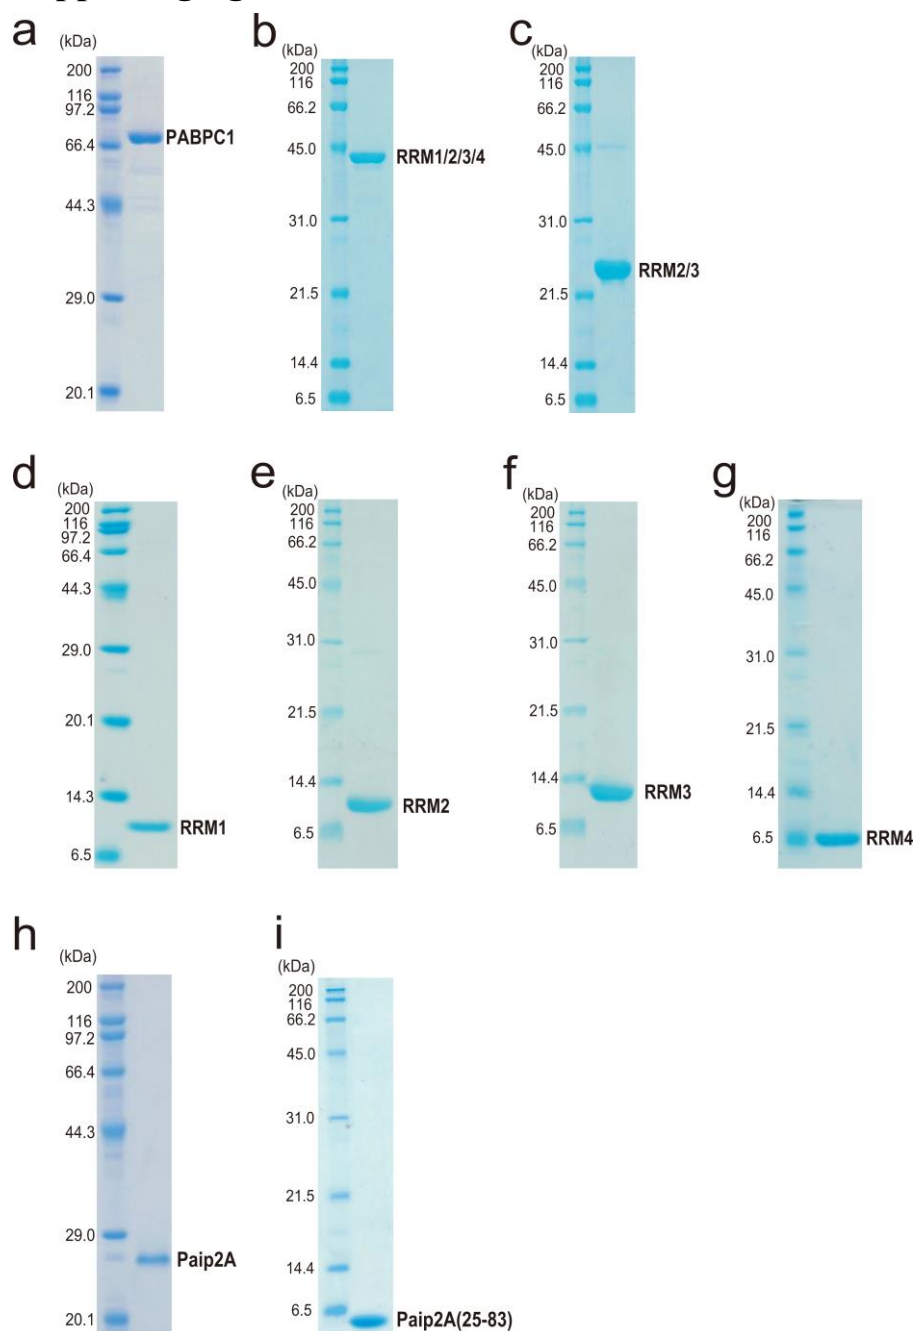 a
(kDa)
200
116
97.2
66.4
44.3
29.0
20.1
PABPC1
b
(kDa)
200
116
66.2
45.0
31.0
21.5
14.4
6.5
RRM1/2/3/4
c
(kDa)
200
116
66.2
45.0
31.0
21.5
14.4
6.5
RRM2/3
d
(kDa)
200
116
97.2
66.4
44.3
29.0
20.1
14.3
6.5
RRM1
e
(kDa)
200
116
66.2
45.0
31.0
21.5
14.4
6.5
RRM2
f
(kDa)
200
116
66.2
45.0
31.0
21.5
14.4
6.5
RRM3
g
(kDa)
200
116
66.2
45.0
31.0
21.5
14.4
6.5
RRM4
h
(kDa)
200
116
97.2
66.4
44.3
29.0
20.1
Paip2A
i
(kDa)
200
116
66.2
45.0
31.0
21.5
14.4
6.5
Paip2A(25-83)